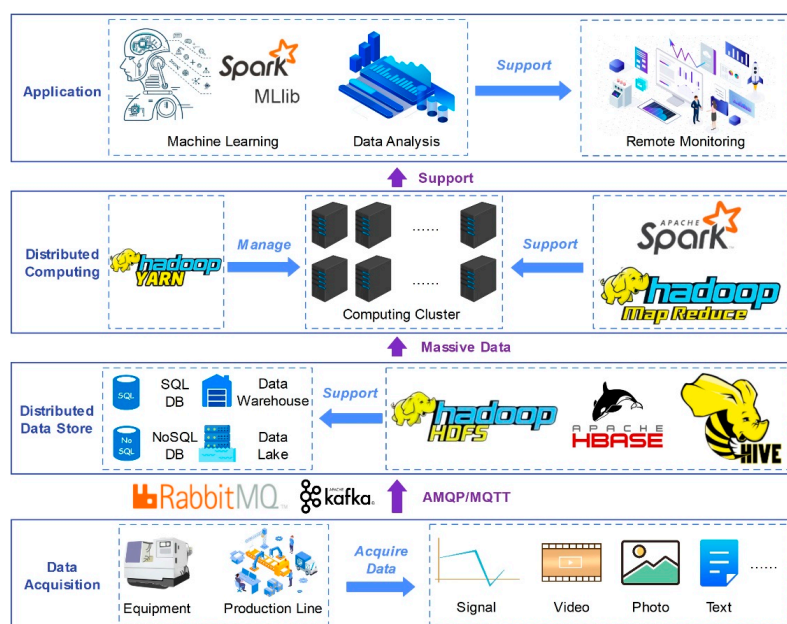 Application
Spark
MLlib
Machine Learning
Data Analysis
Support
Remote Monitoring
Support
Distributed
Computing
hadoop
YARN
Manage
......
......
Computing Cluster
Support
APACHE
Spark
hadoop
Map Reduce
Massive Data
Distributed
Data Store
SQL
SQL
DB
Data
Warehouse
No
SQL
NoSQL
DB
Data
Lake
Support
hadoop
HDFS
APACHE
HBASE
HIVE
RabbitMQ
APACHE
kafka
AMQP/MQTT
Data
Acquisition
Equipment
Production Line
Acquire
Data
Signal
Video
Photo
Text
......